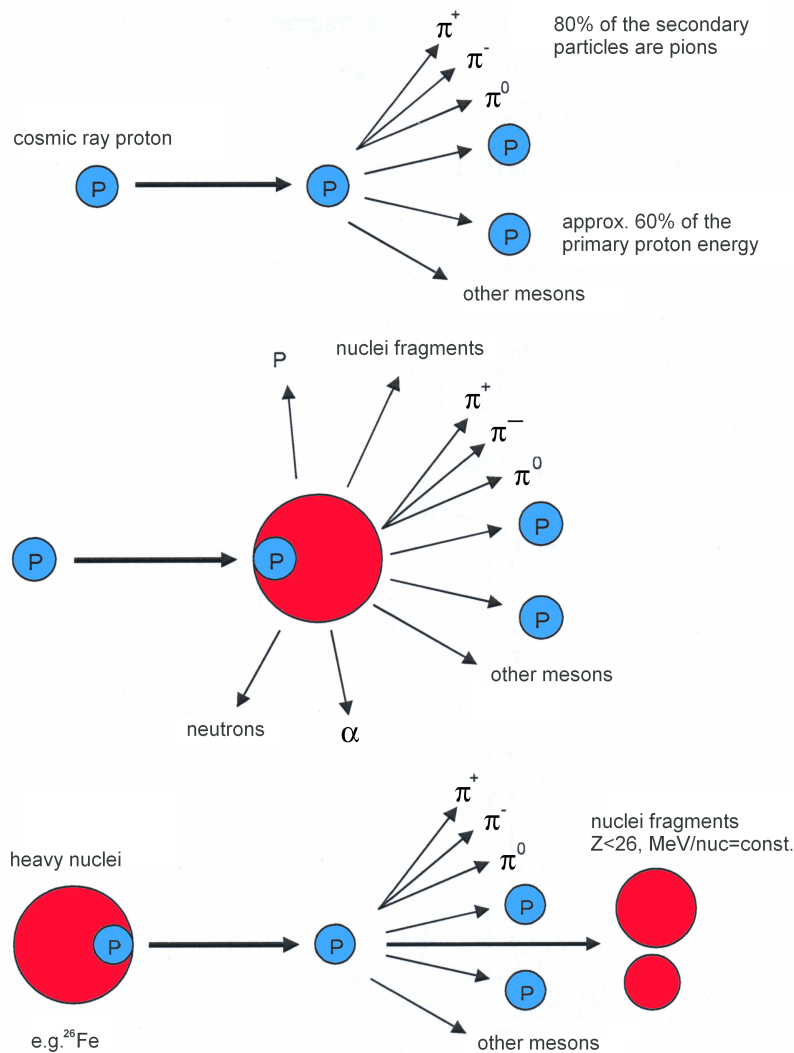 π+
π-
π0
80% of the secondary
particles are pions
cosmic ray proton
P
P
P
P
approx. 60% of the
primary proton energy
other mesons
P
nuclei fragments
π+
π−
π0
P
P
P
P
other mesons
neutrons
α
π+
π-
π0
nuclei fragments
Z<26, MeV/nuc=const.
heavy nuclei
P
P
P
P
e.g.²⁶Fe
other mesons